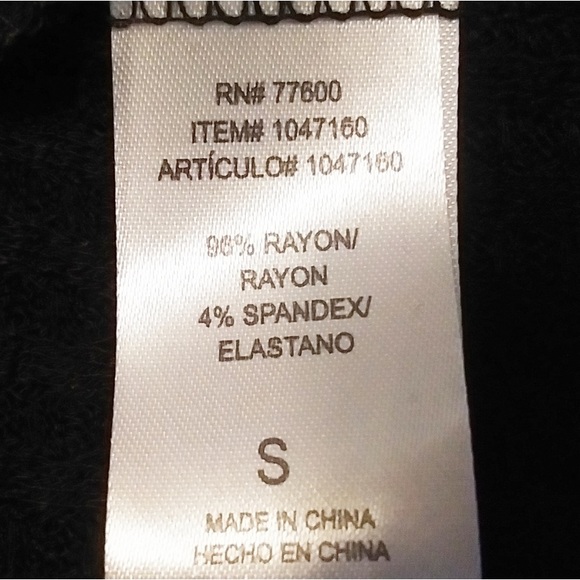 RN# 77600
ITEM# 1047160
ARTÍCULO# 1047160
96% RAYON/
RAYON
4% SPANDEX/
ELASTANO
S
MADE IN CHINA
HECHO EN CHINA